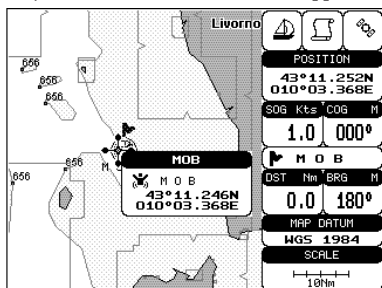 Livorno
656
656
656
656
656
M
MOB
M O B
43°11.246N
010°03.368E
POSITION
43°11.252N
010°03.368E
SOG Kts COG M
1.0 000°
M O B
DST Nm BRG M
0.0 180°
MAP DATUM
WGS 1984
SCALE
10Nm